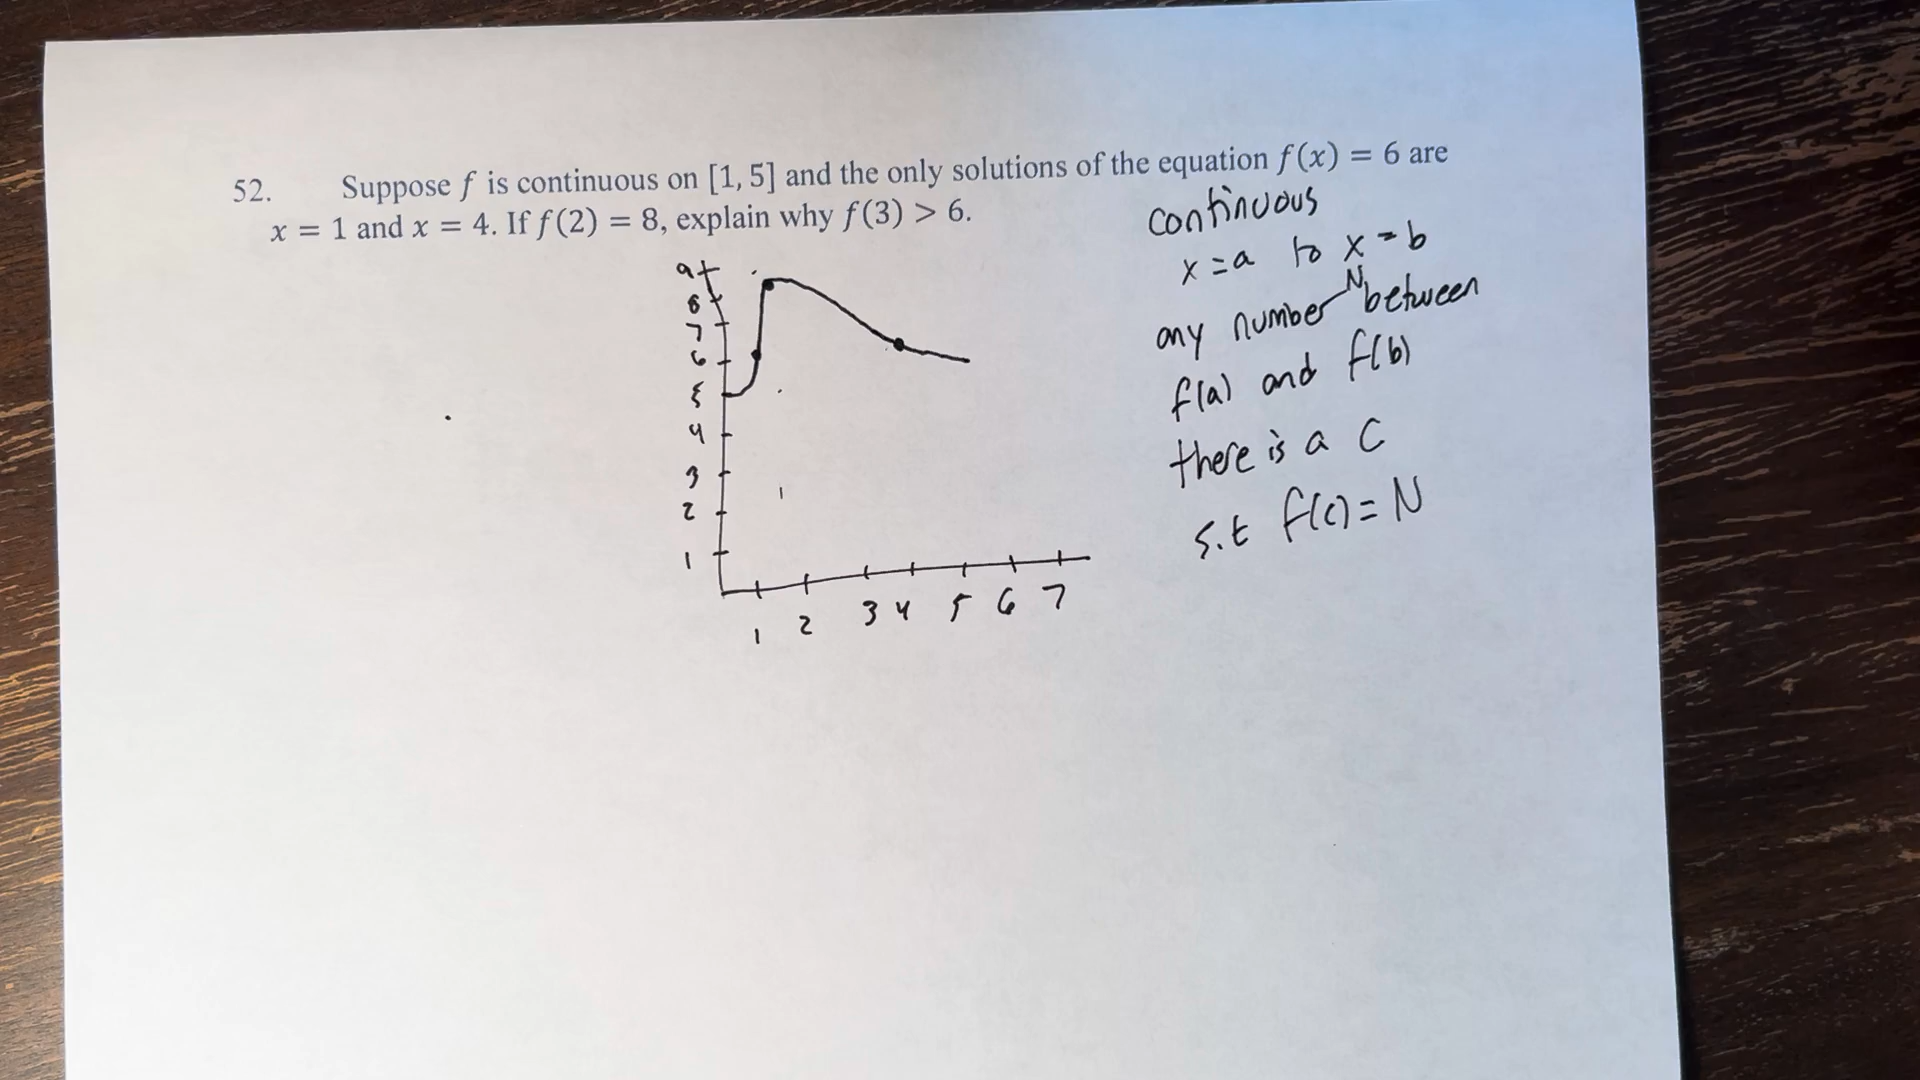 52. Suppose f is continuous on [1, 5] and the only solutions of the equation f(x) = 6 are
x = 1 and x = 4. If f(2) = 8, explain why f(3) > 6.
continuous
x = a to x = b
any number N between
f(a) and f(b)
there is a C
s.t f(c) = N
9
8
7
6
5
4
3
2
1
1 2 3 4 5 6 7